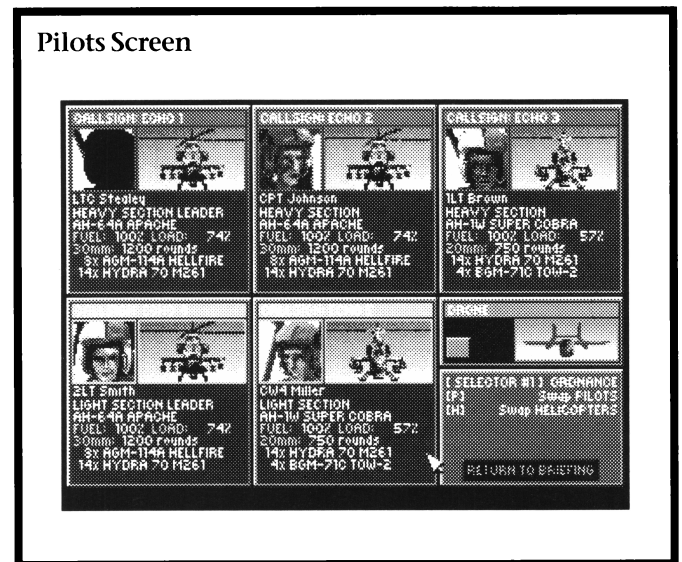 Pilots Screen
CALLSIGN: ECHO 1
LTC Stealey
HEAVY SECTION LEADER
AH-64A APACHE
FUEL: 100% LOAD: 74%
30mm: 1200 rounds
8x AGM-114A HELLFIRE
14x HYDRA 70 M261
CALLSIGN: ECHO 2
CPT Johnson
HEAVY SECTION
AH-64A APACHE
FUEL: 100% LOAD: 74%
30mm: 1200 rounds
8x AGM-114A HELLFIRE
14x HYDRA 70 M261
CALLSIGN: ECHO 3
1LT Brown
HEAVY SECTION
AH-1W SUPER COBRA
FUEL: 100% LOAD: 57%
20mm: 750 rounds
14x HYDRA 70 M261
4x BGM-71C TOW-2
2LT Smith
LIGHT SECTION LEADER
AH-64A APACHE
FUEL: 100% LOAD: 74%
30mm: 1200 rounds
8x AGM-114A HELLFIRE
14x HYDRA 70 M261
CW4 Miller
LIGHT SECTION
AH-1W SUPER COBRA
FUEL: 100% LOAD: 57%
20mm: 750 rounds
14x HYDRA 70 M261
4x BGM-71C TOW-2
DRONE
[SELECTOR #1] ORDNANCE
[P] Swap PILOTS
[H] Swap HELICOPTERS
RETURN TO BRIEFING